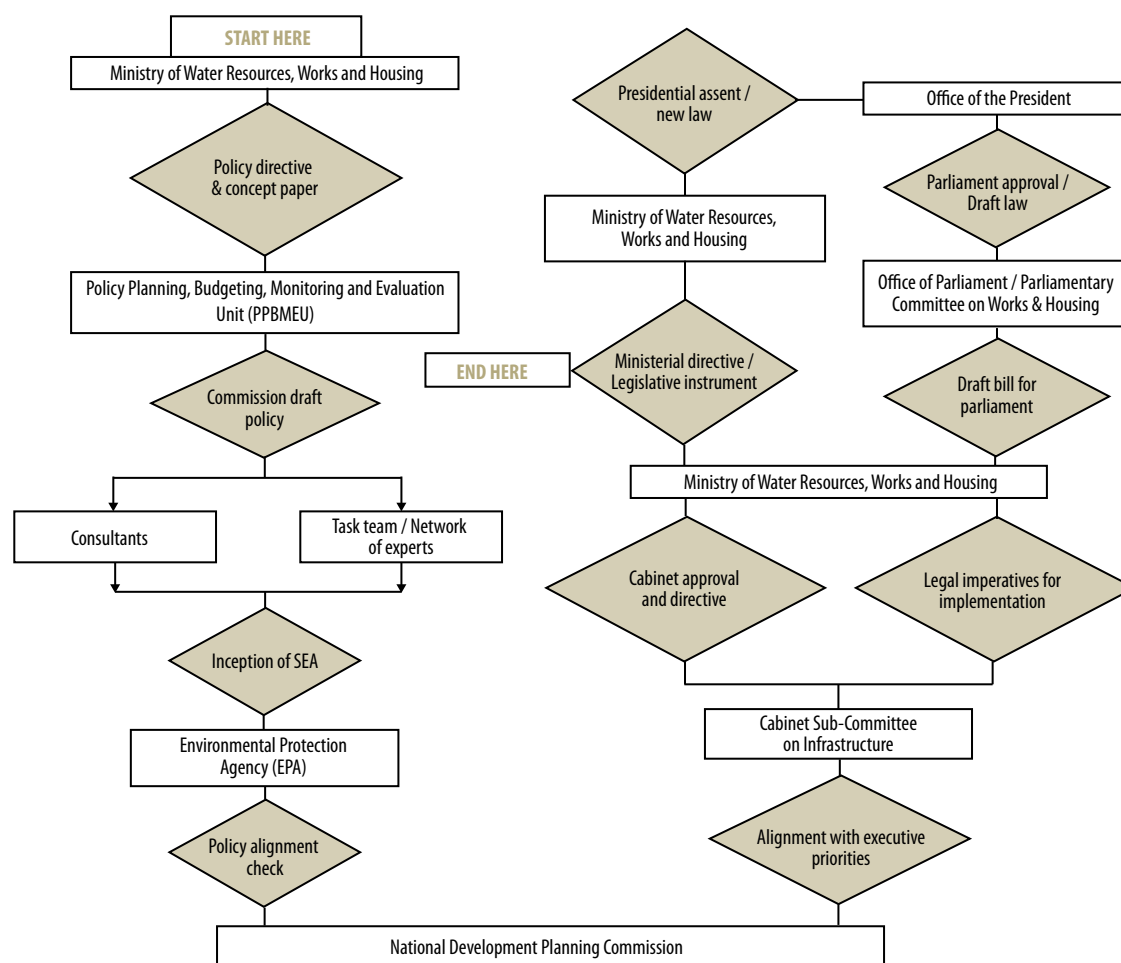 START HERE
Ministry of Water Resources, Works and Housing
Policy directive
& concept paper
Policy Planning, Budgeting, Monitoring and Evaluation
Unit (PPBMEU)
Commission draft
policy
Consultants
Task team / Network
of experts
Inception of SEA
Environmental Protection
Agency (EPA)
Policy alignment
check
National Development Planning Commission
Alignment with executive
priorities
Cabinet Sub-Committee
on Infrastructure
Cabinet approval
and directive
Legal imperatives for
implementation
Ministry of Water Resources, Works and Housing
Draft bill for
parliament
Office of Parliament / Parliamentary
Committee on Works & Housing
Parliament approval /
Draft law
Office of the President
Presidential assent /
new law
Ministry of Water Resources,
Works and Housing
Ministerial directive /
Legislative instrument
END HERE